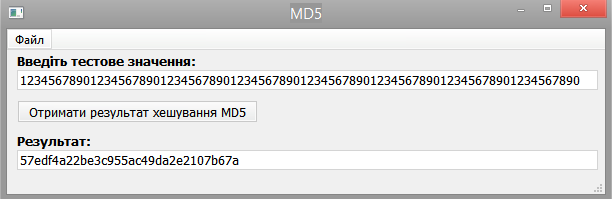 MD5
Файл
Введіть тестове значення:
12345678901234567890123456789012345678901234567890123456789012345678901234567890
Отримати результат хешування MD5
Результат:
57edf4a22be3c955ac49da2e2107b67a